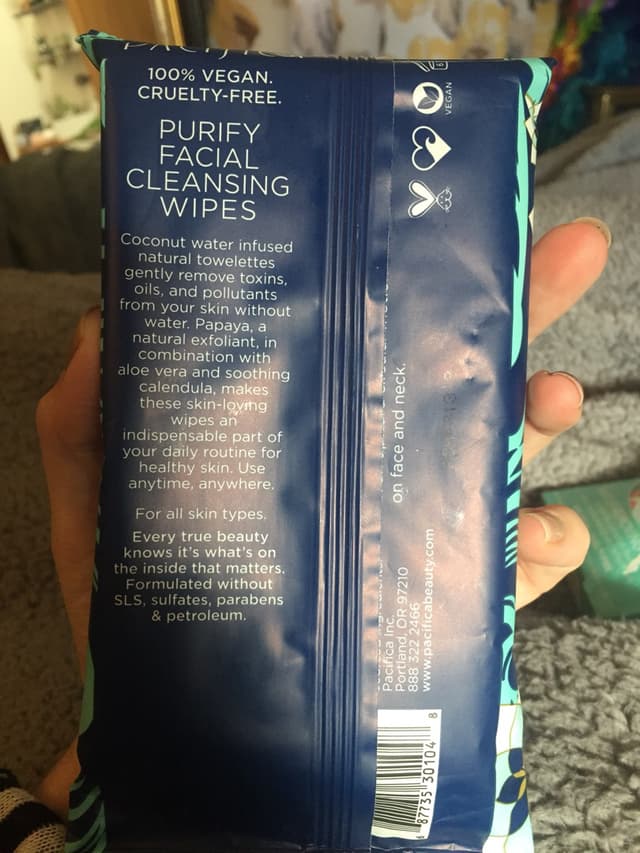 PACIFICA
100% VEGAN.
CRUELTY-FREE.
PURIFY
FACIAL
CLEANSING
WIPES
Coconut water infused
natural towelettes
gently remove toxins,
oils, and pollutants
from your skin without
water. Papaya, a
natural exfoliant, in
combination with
aloe vera and soothing
calendula, makes
these skin-loving
wipes an
indispensable part of
your daily routine for
healthy skin. Use
anytime, anywhere.
For all skin types.
Every true beauty
knows it's what's on
the inside that matters.
Formulated without
SLS, sulfates, parabens
& petroleum.
VEGAN
on face and neck.
Pacifica Inc.
Portland, OR 97210
888 322 2466
www.pacificabeauty.com
6 87735 30104 8